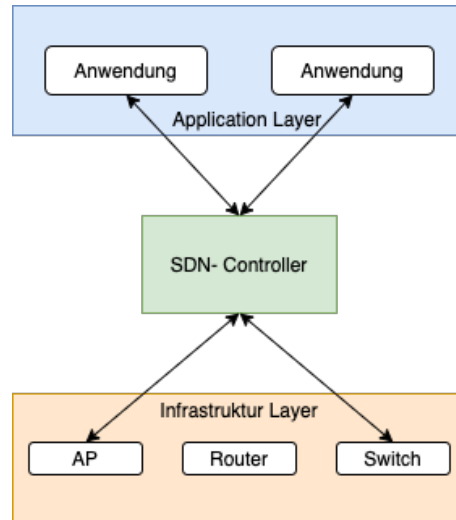 Anwendung
Anwendung
Application Layer
SDN- Controller
Infrastruktur Layer
AP
Router
Switch